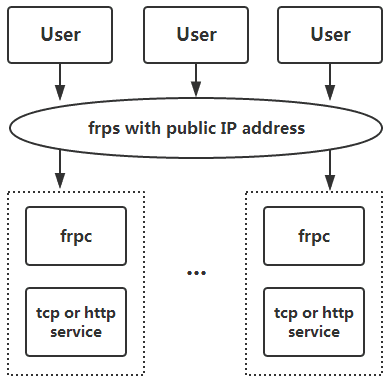 User
User
User
frps with public IP address
frpc
tcp or http
service
...
frpc
tcp or http
service